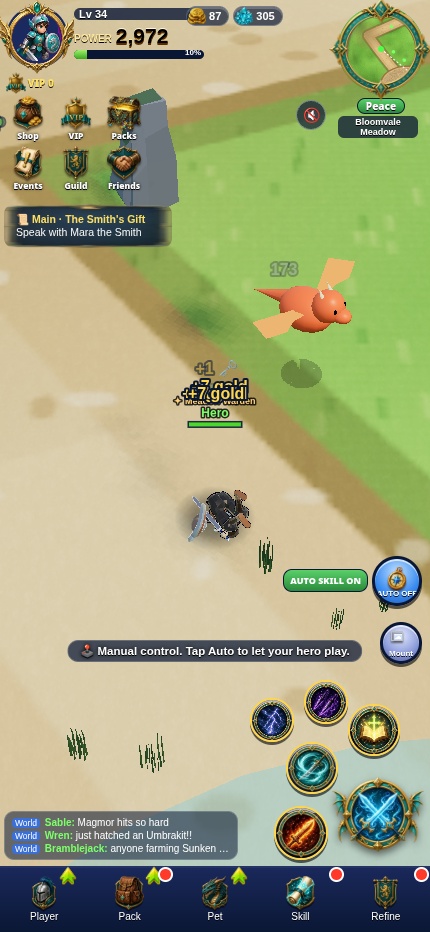 Lv 34
87
305
POWER 2,972
10%
VIP 0
Shop
VIP
Packs
Events
Guild
Friends
Peace
Bloomvale
Meadow
Main · The Smith's Gift
Speak with Mara the Smith
173
+1
+7 gold
Hero
AUTO SKILL ON
AUTO OFF
Mount
Manual control. Tap Auto to let your hero play.
World Sable: Magmor hits so hard
World Wren: just hatched an Umbrakit!!
World Bramblejack: anyone farming Sunken ...
Player
Pack
Pet
Skill
Refine